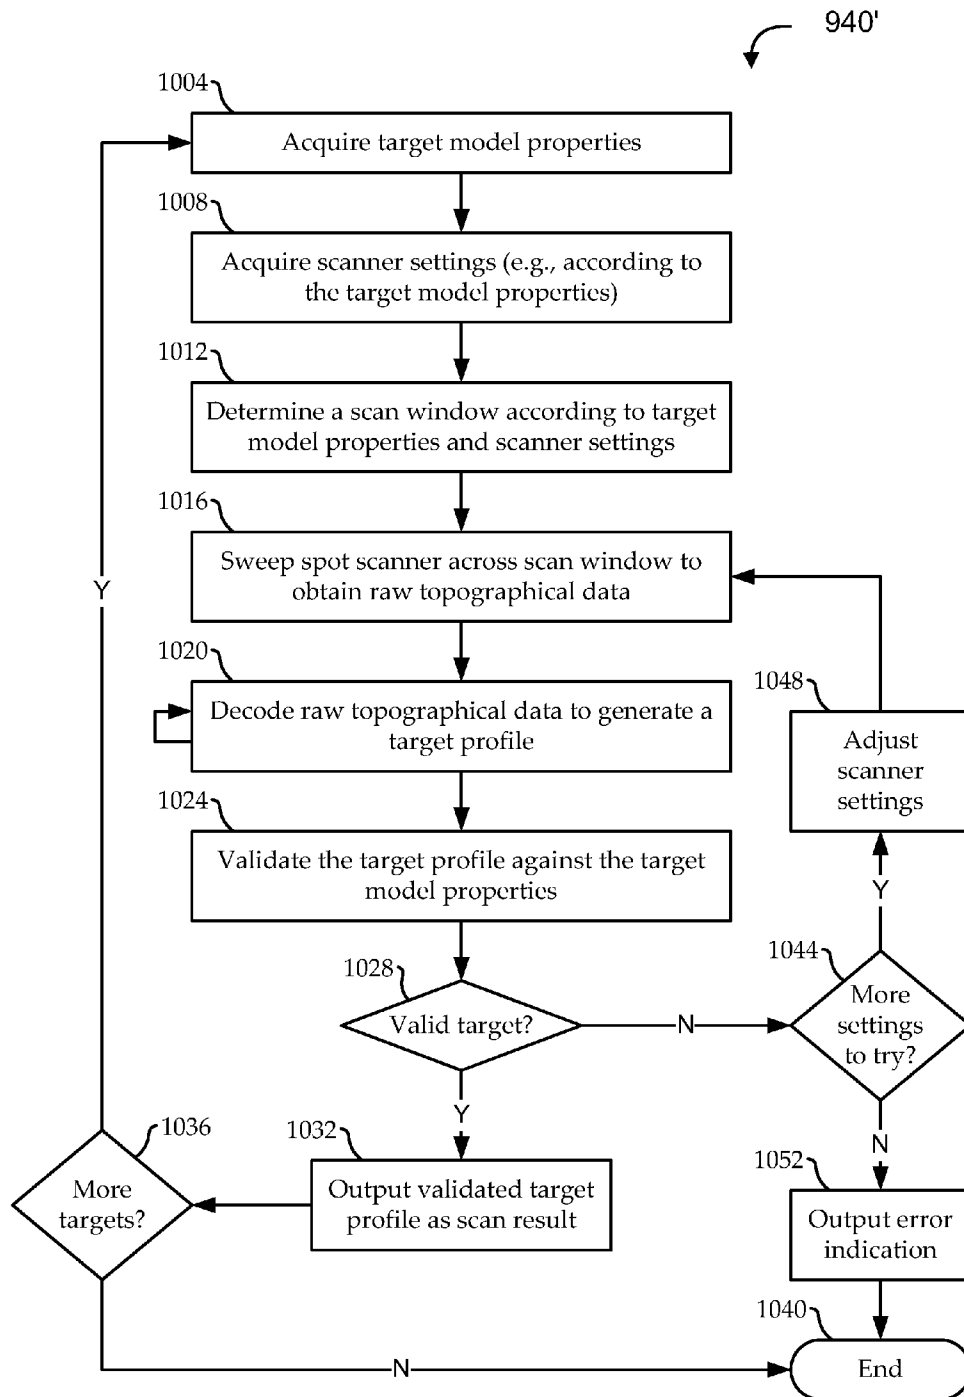 940'
1004
Acquire target model properties
1008
Acquire scanner settings (e.g., according to
the target model properties)
1012
Determine a scan window according to target
model properties and scanner settings
1016
Sweep spot scanner across scan window to
obtain raw topographical data
Y
1020
Decode raw topographical data to generate a
target profile
1048
Adjust
scanner
settings
1024
Validate the target profile against the target
model properties
Y
1028
Valid target?
N
1044
More
settings
to try?
Y
N
1036
More
targets?
1032
Output validated target
profile as scan result
1052
Output error
indication
1040
End
N